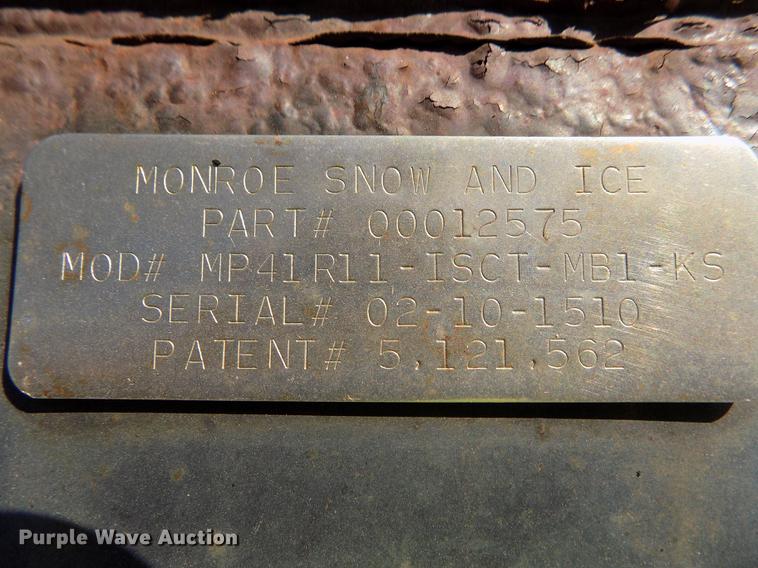 MONROE SNOW AND ICE
PART# 00012575
MOD# MP41R11-ISCT-MB1-KS
SERIAL# 02-10-1510
PATENT# 5,121,562
Purple Wave Auction